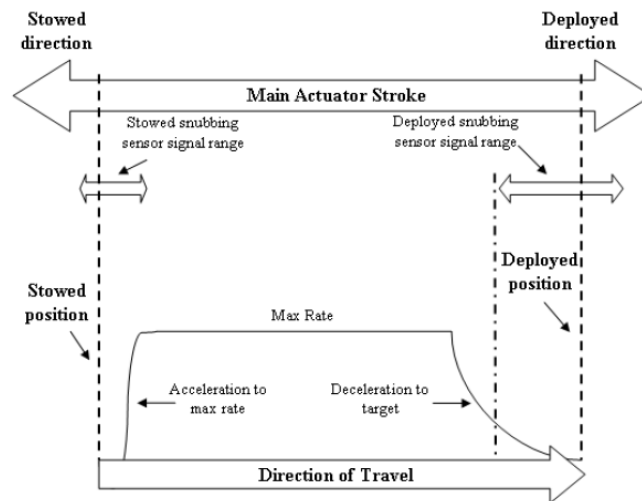 Stowed
direction
Deployed
direction
Main Actuator Stroke
Stowed snubbing
sensor signal range
Deployed snubbing
sensor signal range
Stowed
position
Deployed
position
Max Rate
Acceleration to
max rate
Deceleration to
target
Direction of Travel